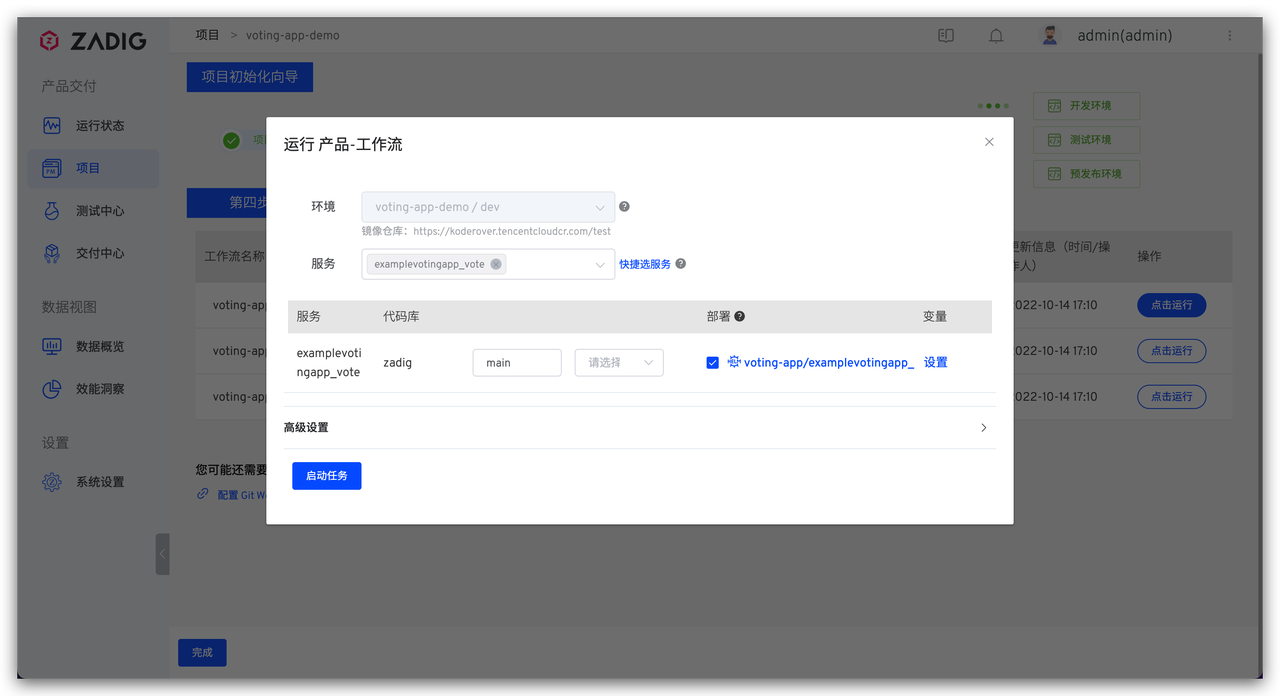 ZADIG
项目 > voting-app-demo
admin(admin)
产品交付
运行状态
项目
测试中心
交付中心
数据视图
数据概览
效能洞察
设置
系统设置
项目初始化向导
开发环境
测试环境
预发布环境
第四步
工作流名称
更新信息（时间/操作人）
操作
voting-ap
2022-10-14 17:10
点击运行
voting-ap
2022-10-14 17:10
点击运行
voting-ap
2022-10-14 17:10
点击运行
您可能还需要
配置 Git W
完成
运行 产品-工作流
环境
voting-app-demo / dev
镜像仓库：https://koderover.tencentcloudcr.com/test
服务
examplevotingapp_vote
快捷选服务
服务 代码库 部署 变量
examplevoti
ngapp_vote
zadig
main
请选择
voting-app/examplevotingapp_
设置
高级设置
启动任务